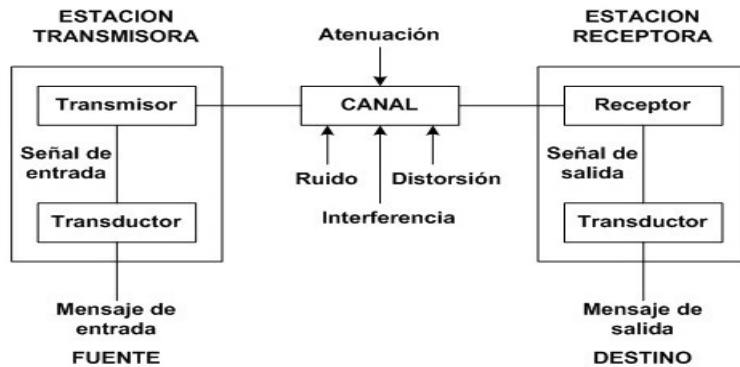 ESTACION
TRANSMISORA
Atenuación
ESTACION
RECEPTORA
Transmisor
CANAL
Receptor
Señal de
entrada
Ruido
Distorsión
Interferencia
Señal de
salida
Transductor
Transductor
Mensaje de
entrada
Mensaje de
salida
FUENTE
DESTINO